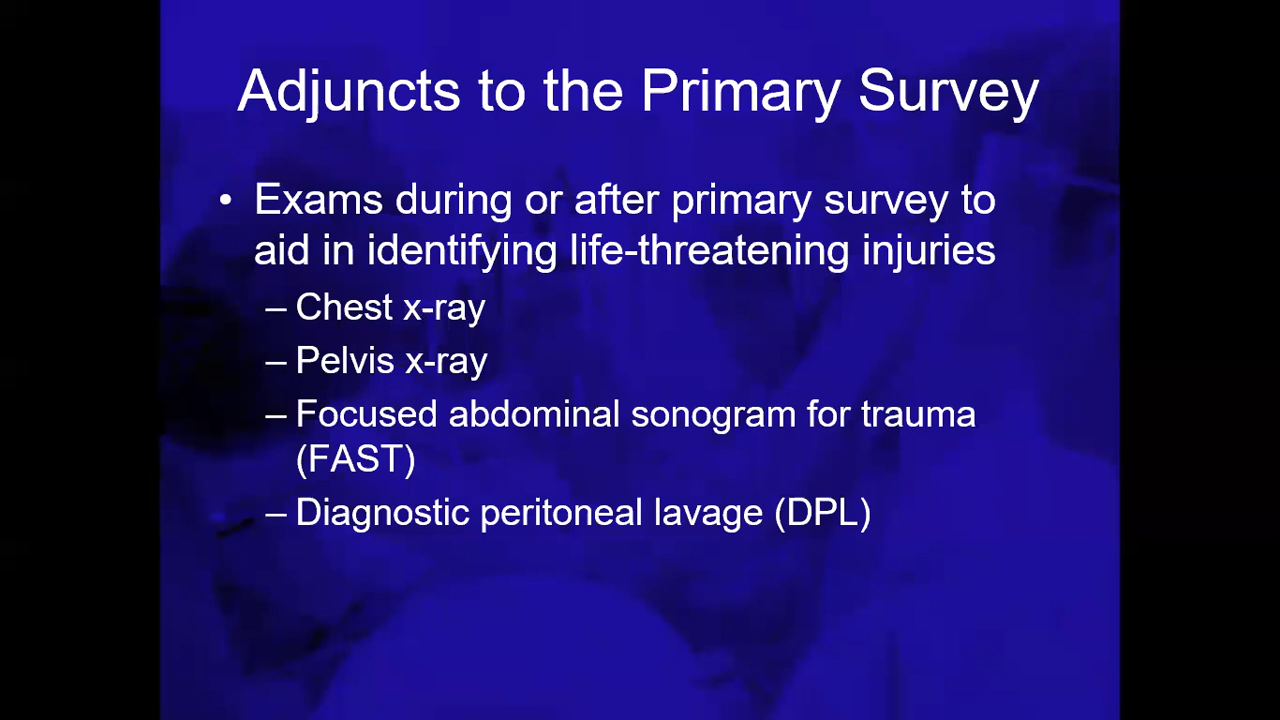 Adjuncts to the Primary Survey
• Exams during or after primary survey to
aid in identifying life-threatening injuries
– Chest x-ray
– Pelvis x-ray
– Focused abdominal sonogram for trauma
(FAST)
– Diagnostic peritoneal lavage (DPL)